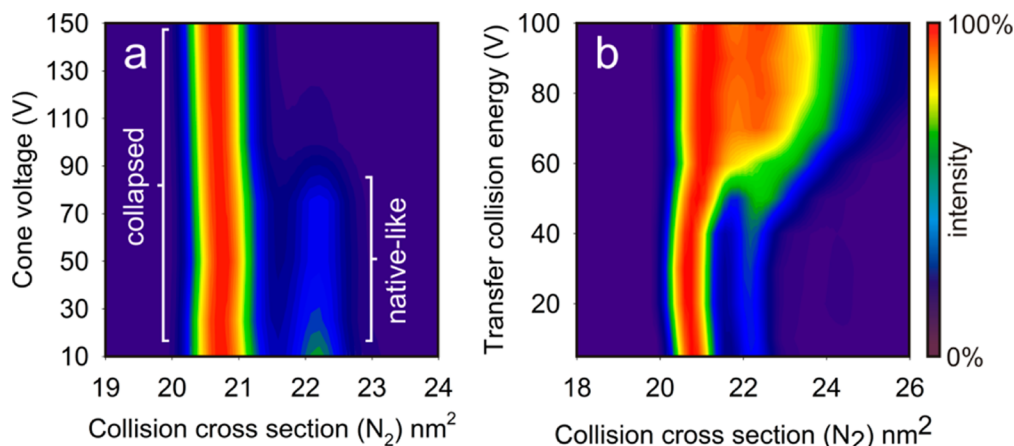 a
Cone voltage (V)
150
130
110
90
70
50
30
10
collapsed
native-like
19 20 21 22 23 24
Collision cross section (N₂) nm²
b
Transfer collision energy (V)
100
80
60
40
20
18 20 22 24 26
Collision cross section (N₂) nm²
100%
intensity
0%